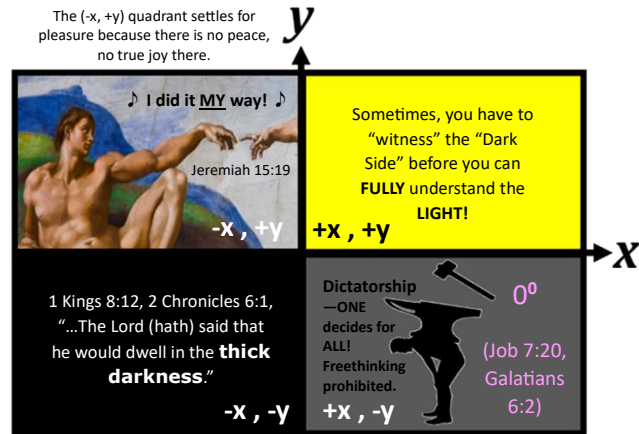 The (-x, +y) quadrant settles for
pleasure because there is no peace,
no true joy there.
y
♪ I did it MY way! ♪
Jeremiah 15:19
-x , +y
Sometimes, you have to
“witness” the “Dark
Side” before you can
FULLY understand the
LIGHT!
+x , +y
x
1 Kings 8:12, 2 Chronicles 6:1,
“…The Lord (hath) said that
he would dwell in the thick
darkness.”
-x , -y
Dictatorship
—ONE
decides for
ALL!
Freethinking
prohibited.
+x , -y
0⁰
(Job 7:20,
Galatians
6:2)